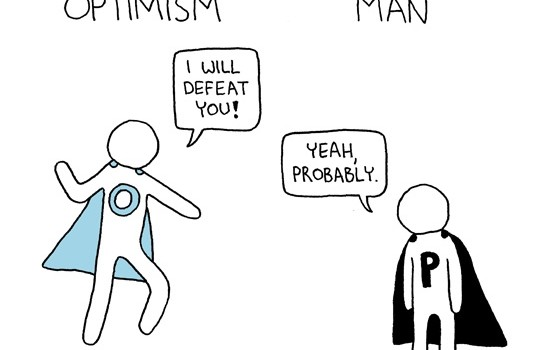 OPTIMISM
MAN
I WILL
DEFEAT
YOU!
YEAH,
PROBABLY.
O
P